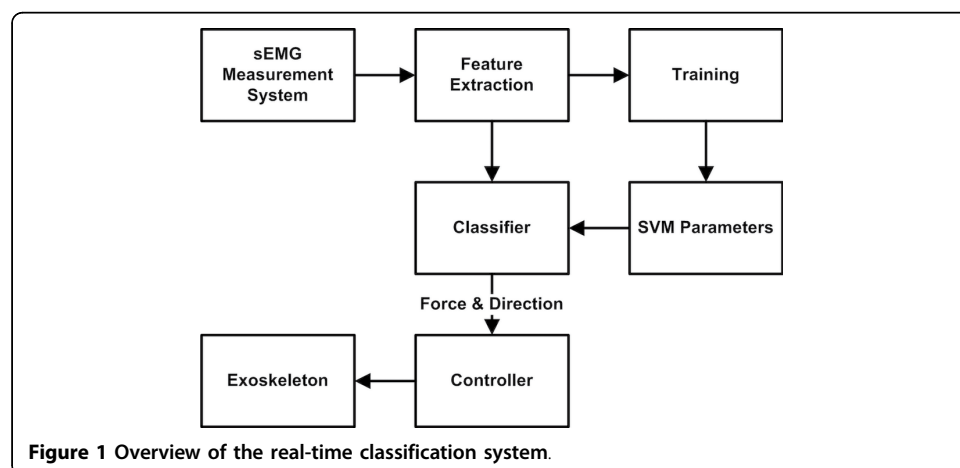 sEMG
Measurement
System
Feature
Extraction
Training
Classifier
SVM Parameters
Force & Direction
Exoskeleton
Controller
Figure 1 Overview of the real-time classification system.